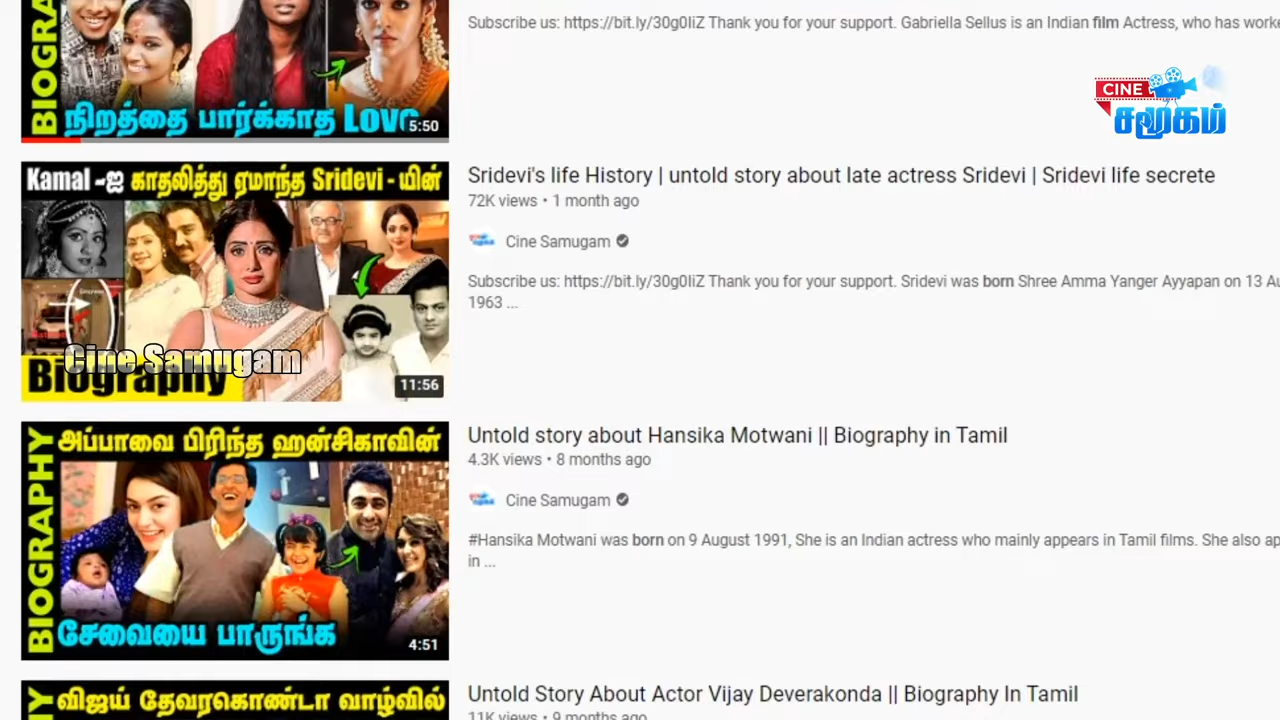 BIOGRA
நிறத்தை பார்க்காத Love
5:50
Subscribe us: https://bit.ly/30g0IiZ Thank you for your support. Gabriella Sellus is an Indian film Actress, who has worke
CINE
சமூகம்
Kamal -ஐ காதலித்து ஏமாந்த Sridevi - யின்
Biography
Cine Samugam
11:56
Sridevi's life History | untold story about late actress Sridevi | Sridevi life secrete
72K views • 1 month ago
Cine Samugam
Subscribe us: https://bit.ly/30g0IiZ Thank you for your support. Sridevi was born Shree Amma Yanger Ayyapan on 13 Au
1963 ...
BIOGRAPHY
அப்பாவை பிரிந்த ஹன்சிகாவின்
சேவையை பாருங்க
4:51
Untold story about Hansika Motwani || Biography in Tamil
4.3K views • 8 months ago
Cine Samugam
#Hansika Motwani was born on 9 August 1991, She is an Indian actress who mainly appears in Tamil films. She also ap
in ...
HY
விஜய் தேவரகொண்டா வாழ்வில்
Untold Story About Actor Vijay Deverakonda || Biography In Tamil
11K views • 9 months ago